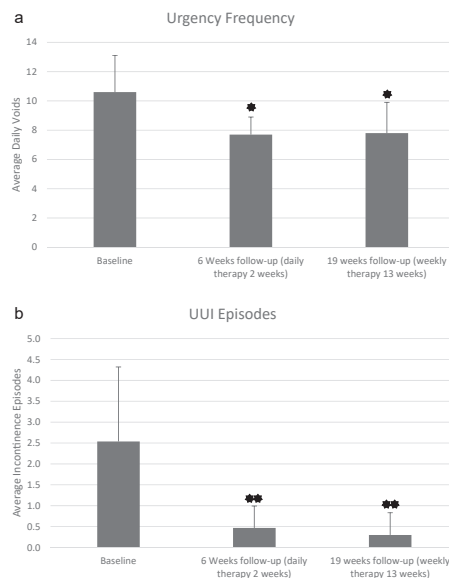 a
Urgency Frequency
14
12
10
8
6
4
2
0
Average Daily Voids
Baseline
6 Weeks follow-up (daily
therapy 2 weeks)
19 weeks follow-up (weekly
therapy 13 weeks)
b
UUI Episodes
5.0
4.5
4.0
3.5
3.0
2.5
2.0
1.5
1.0
0.5
0.0
Average Incontinence Episodes
Baseline
6 Weeks follow-up (daily
therapy 2 weeks)
19 weeks follow-up (weekly
therapy 13 weeks)